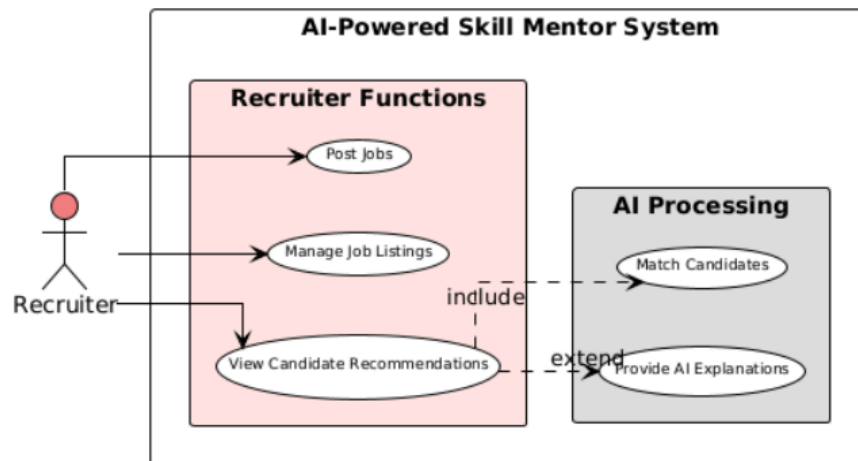 AI-Powered Skill Mentor System
Recruiter Functions
Post Jobs
AI Processing
Manage Job Listings
Match Candidates
include
Recruiter
View Candidate Recommendations
extend
Provide AI Explanations